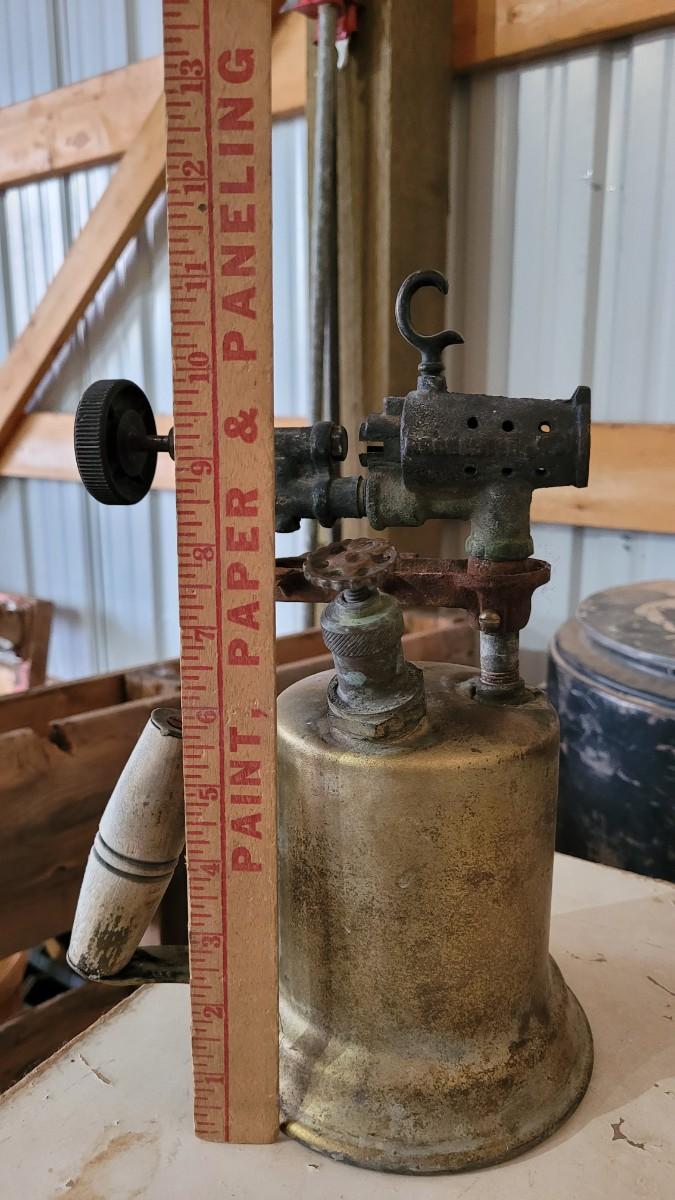 PAINT, PAPER & PANELING
1 2 3 4 5 6 7 8 9 10 11 12 13